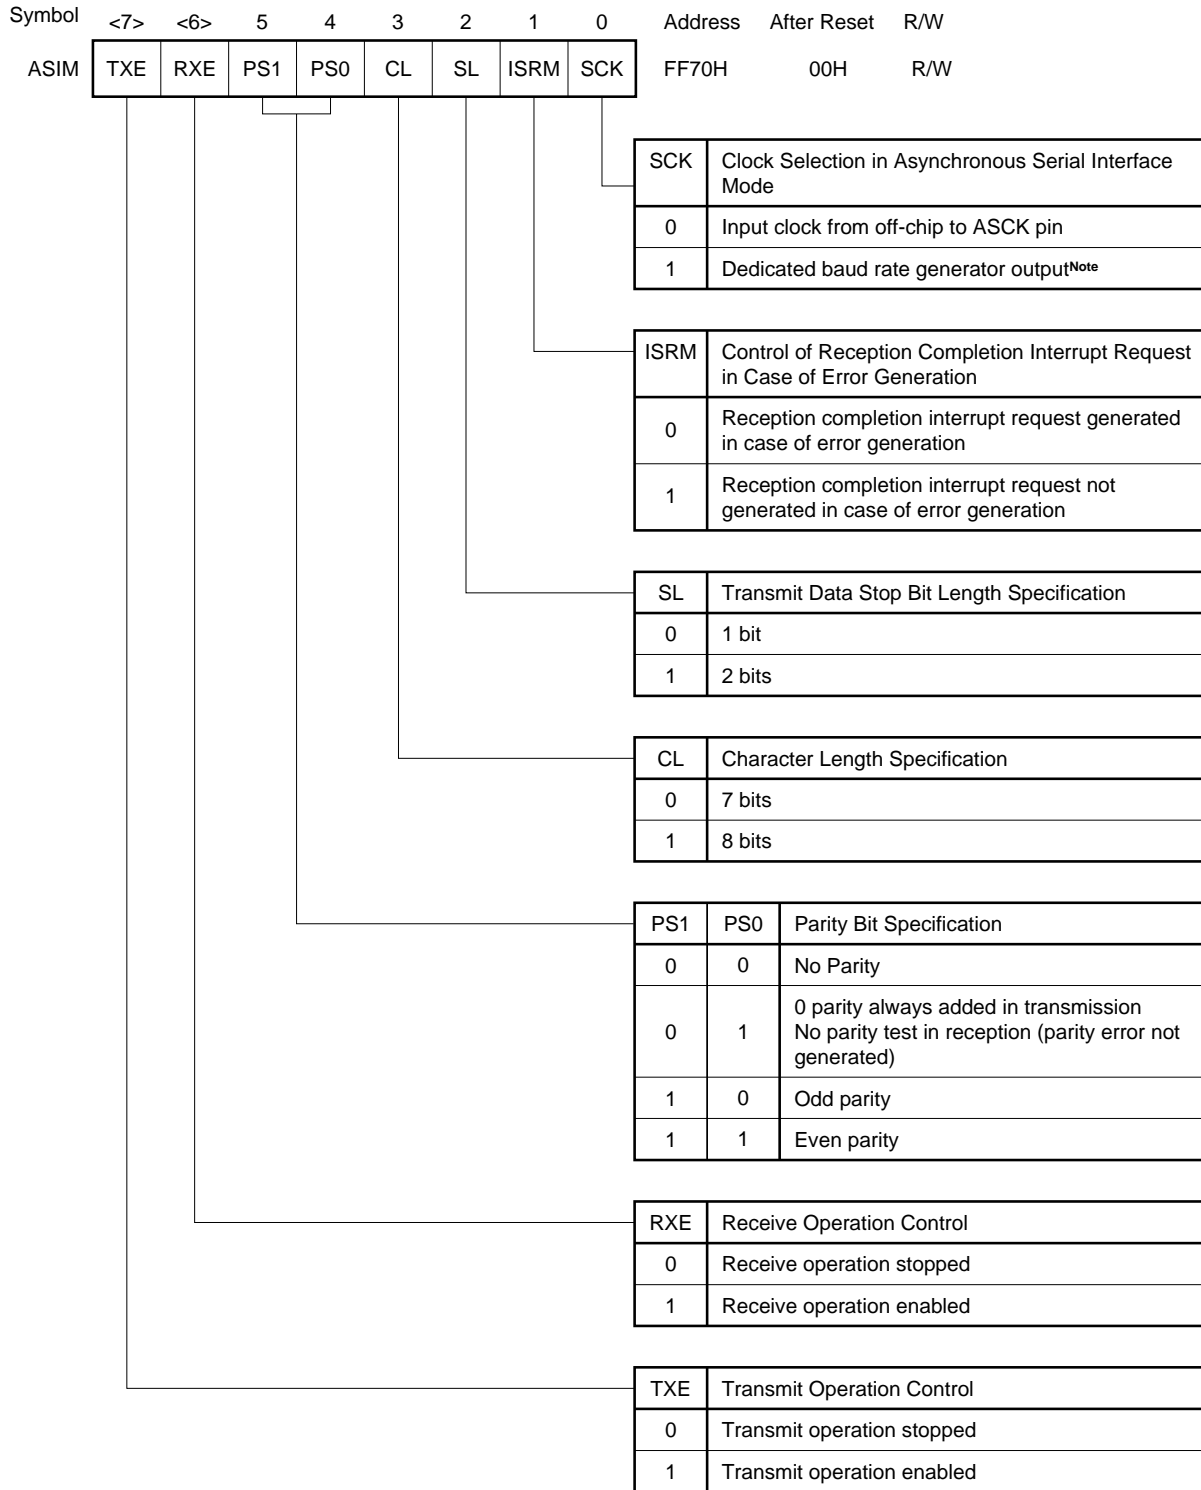 Symbol <7> <6> 5 4 3 2 1 0 Address After Reset R/W
ASIM TXE RXE PS1 PS0 CL SL ISRM SCK FF70H 00H R/W
SCK Clock Selection in Asynchronous Serial Interface
Mode
0 Input clock from off-chip to ASCK pin
1 Dedicated baud rate generator outputNote
ISRM Control of Reception Completion Interrupt Request
in Case of Error Generation
0 Reception completion interrupt request generated
in case of error generation
1 Reception completion interrupt request not
generated in case of error generation
SL Transmit Data Stop Bit Length Specification
0 1 bit
1 2 bits
CL Character Length Specification
0 7 bits
1 8 bits
PS1 PS0 Parity Bit Specification
0 0 No Parity
0 1 0 parity always added in transmission
No parity test in reception (parity error not
generated)
1 0 Odd parity
1 1 Even parity
RXE Receive Operation Control
0 Receive operation stopped
1 Receive operation enabled
TXE Transmit Operation Control
0 Transmit operation stopped
1 Transmit operation enabled